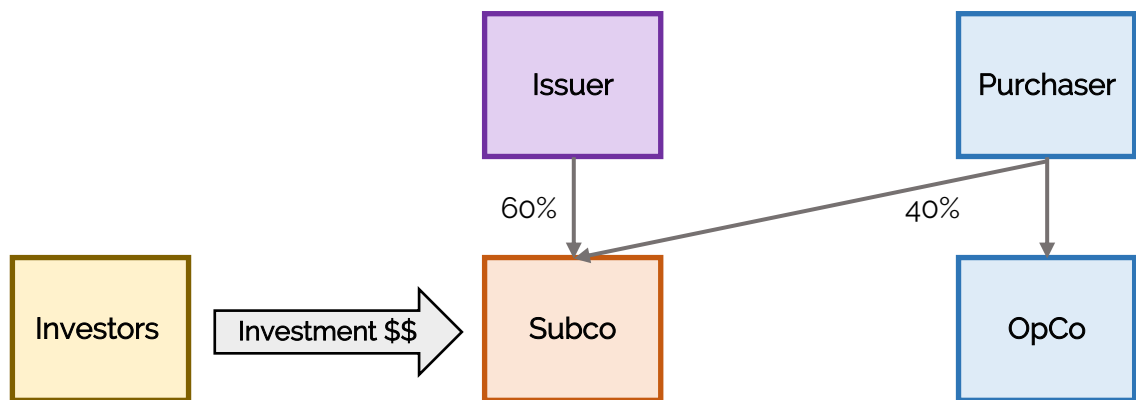 Issuer
Purchaser
60%
40%
Investors
Investment $$
Subco
OpCo